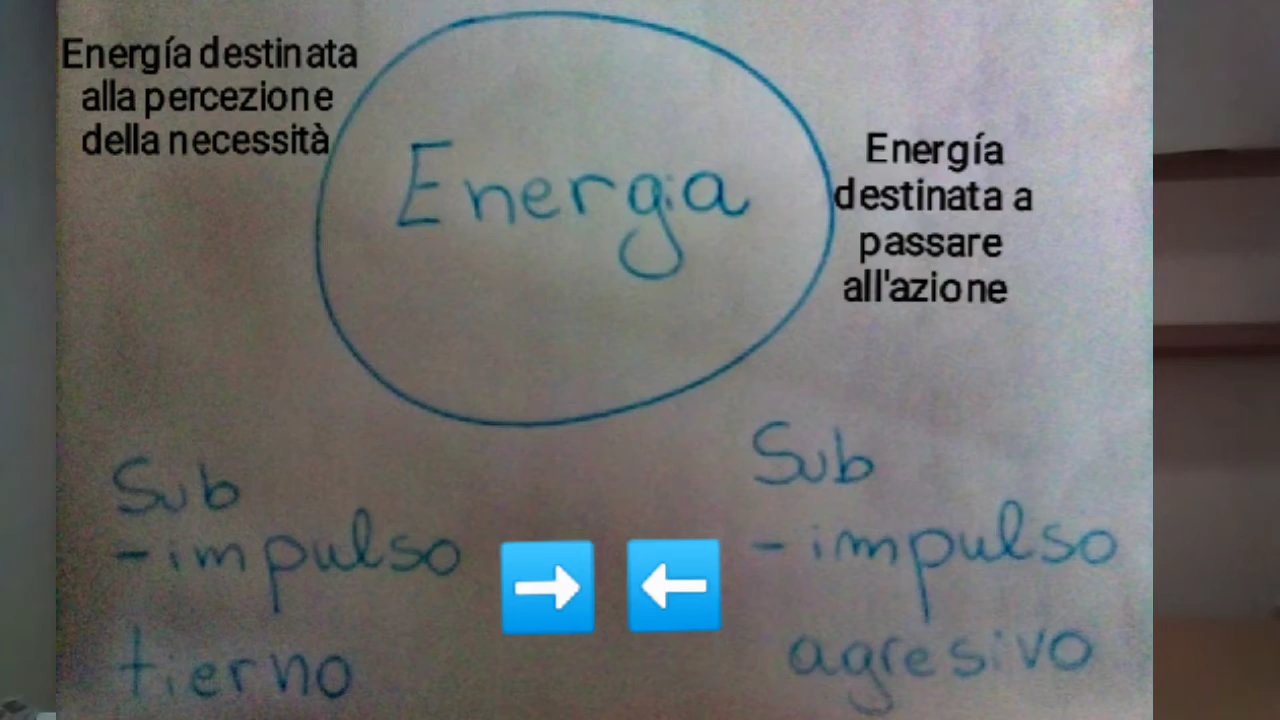 Energía destinata
alla percezione
della necessità
Energia
Energía
destinata a
passare
all'azione
Sub
-impulso
tierno
Sub
-impulso
agresivo